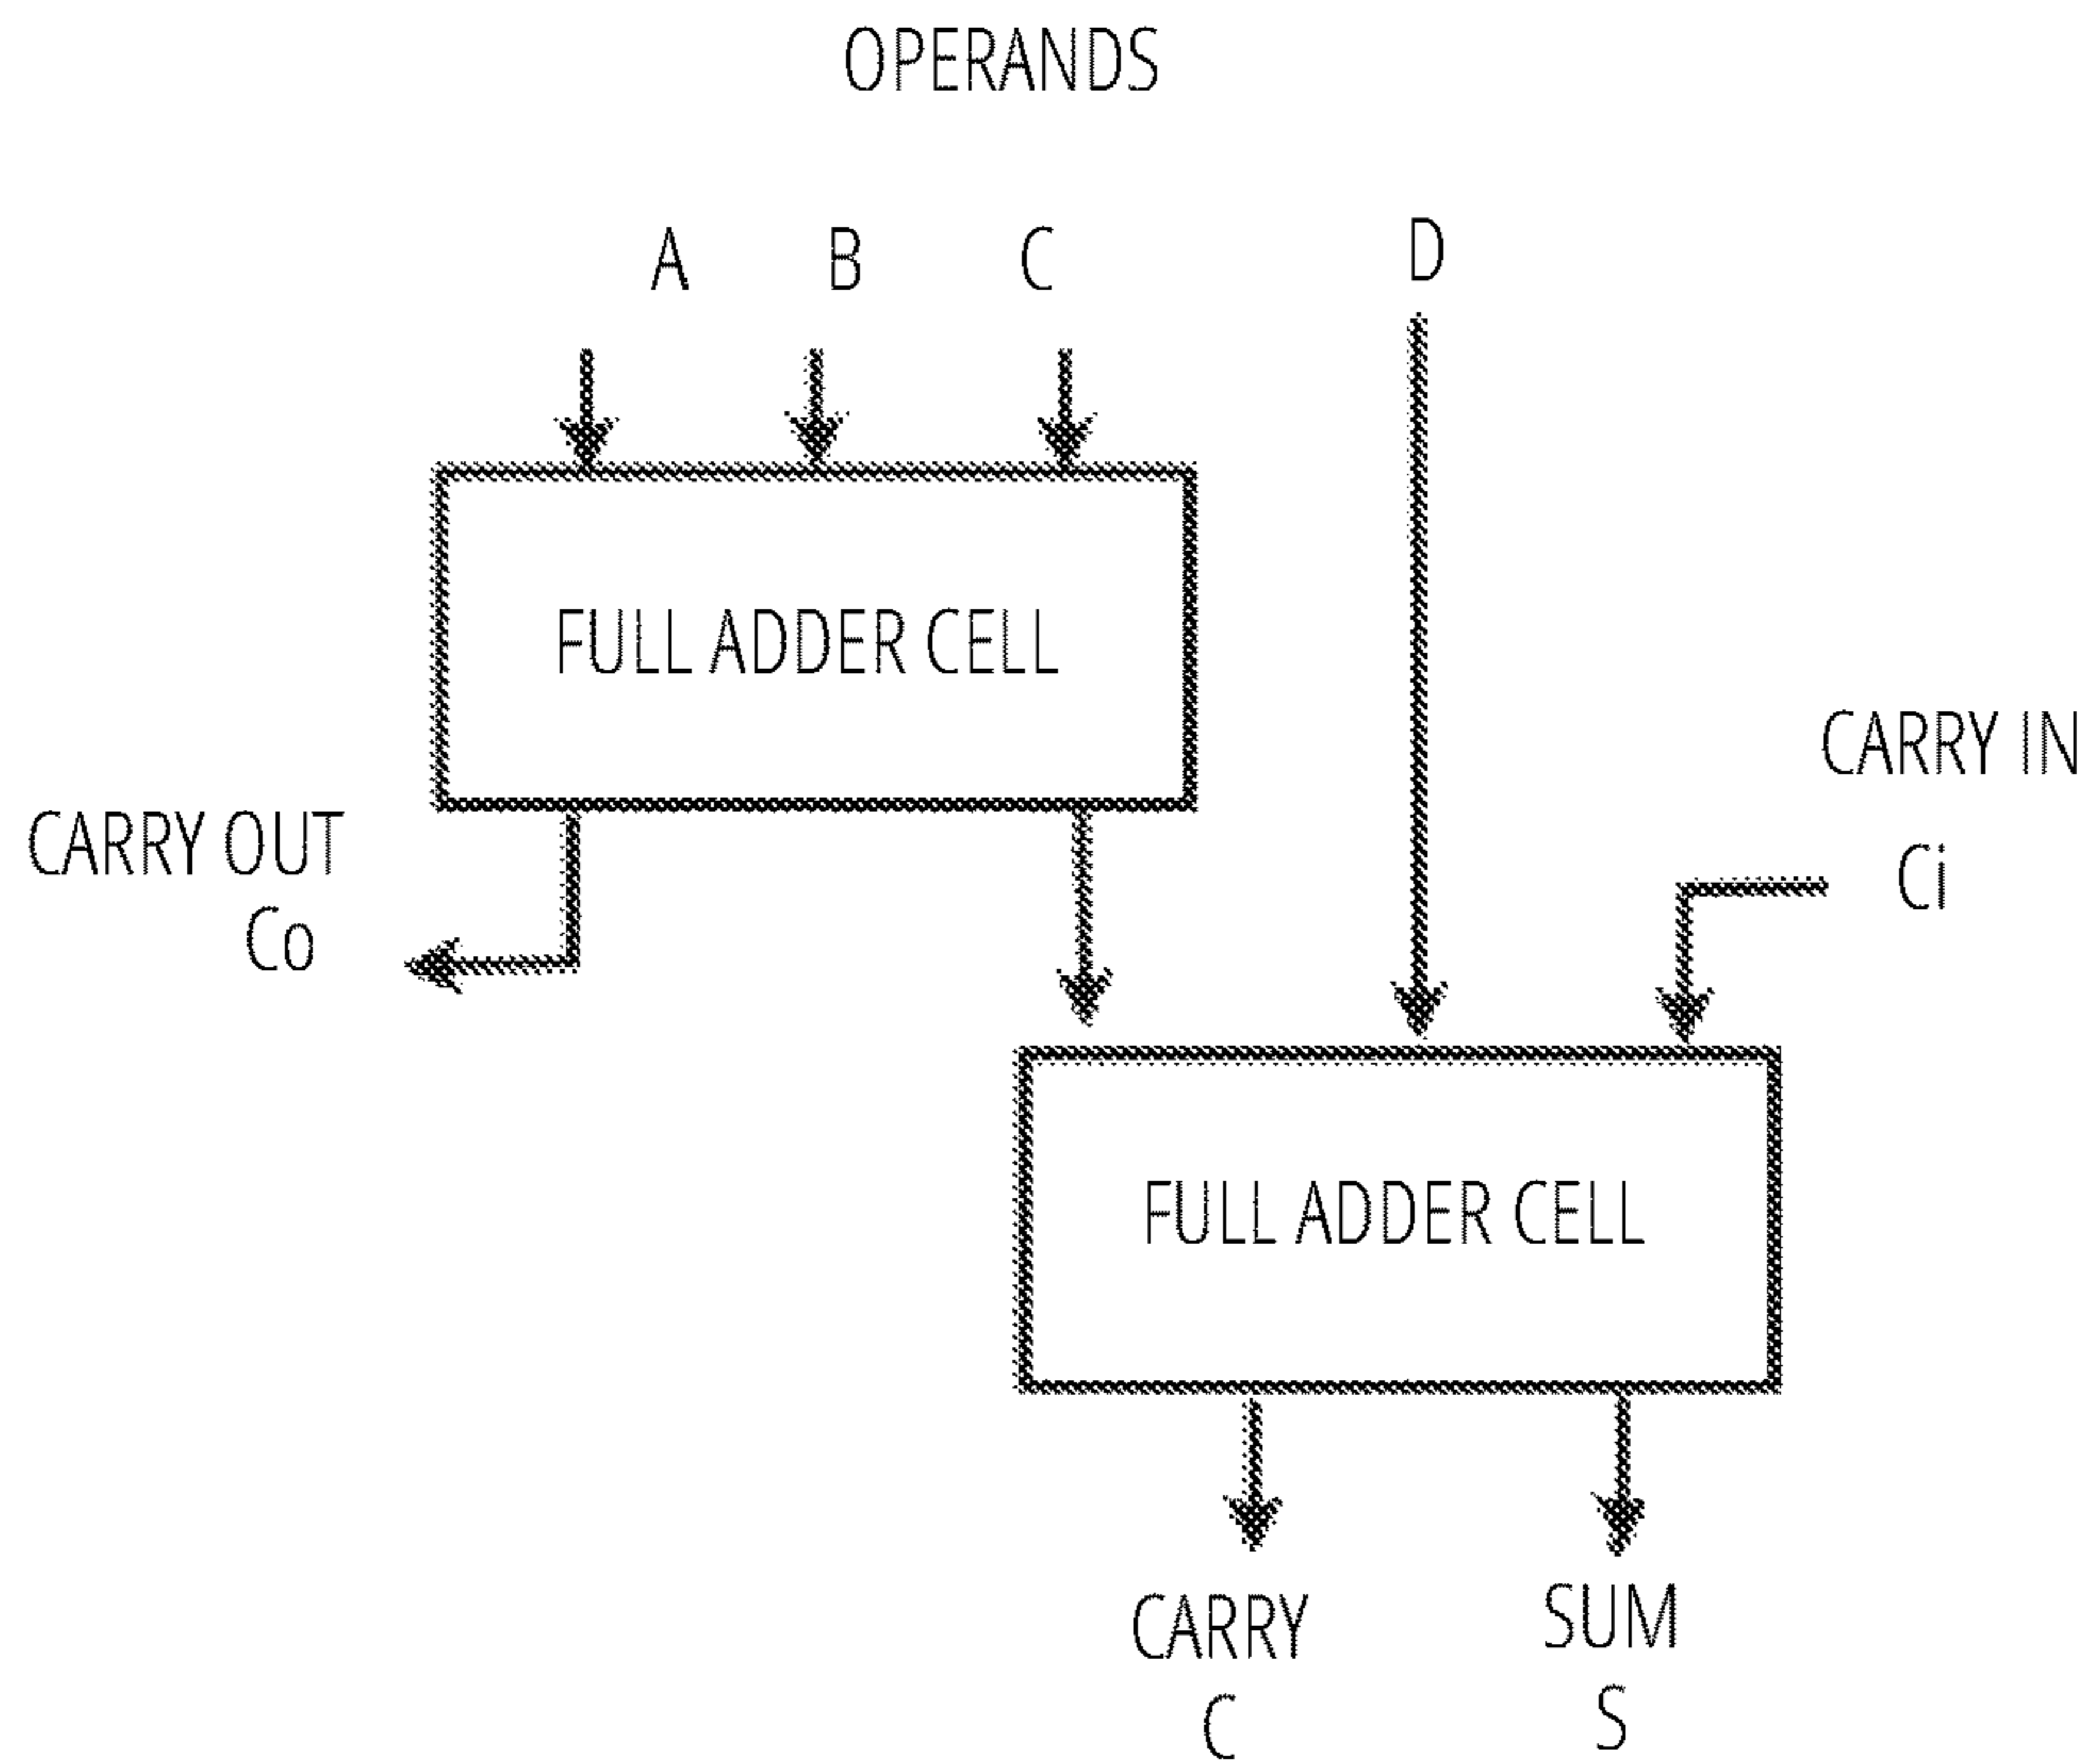 OPERANDS
A B C D
FULL ADDER CELL
CARRY IN
Ci
CARRY OUT
Co
FULL ADDER CELL
CARRY
C
SUM
S